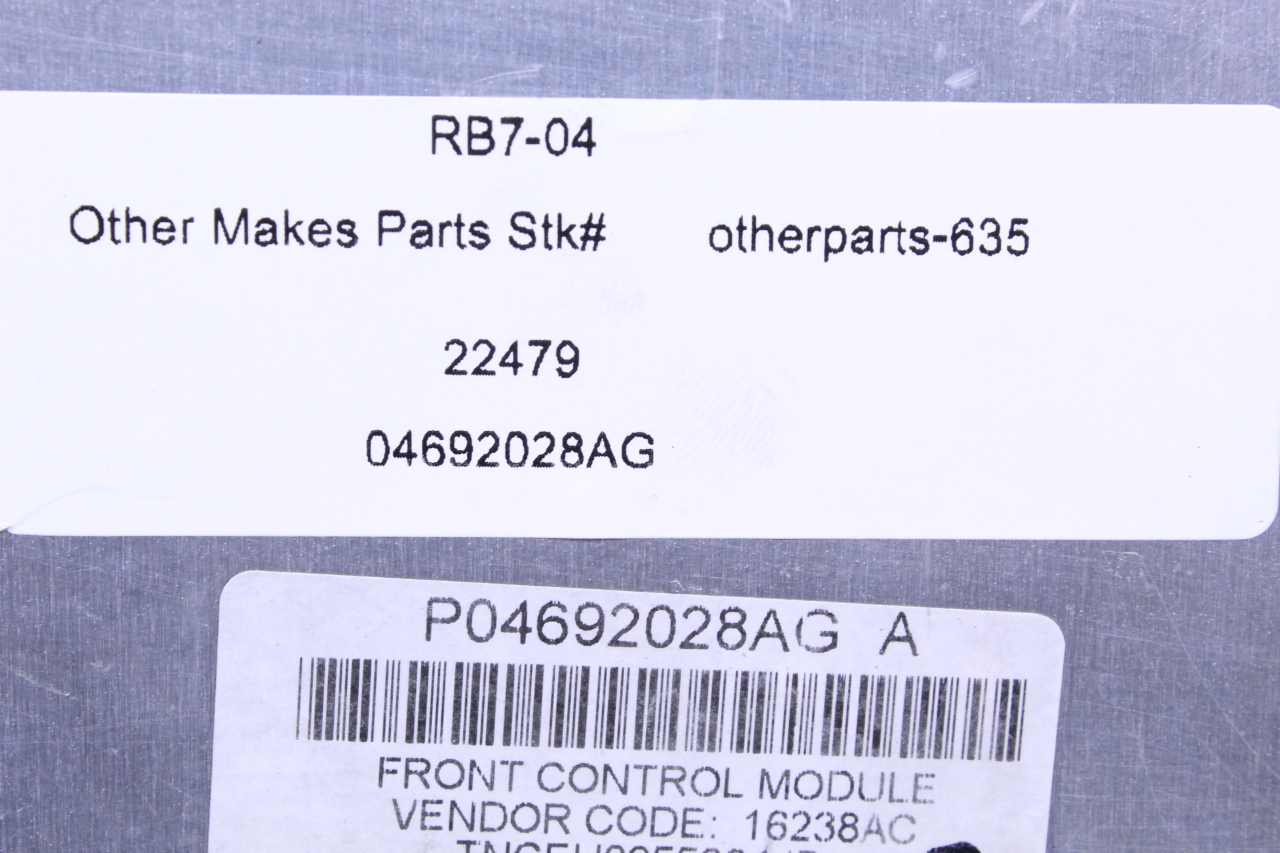 RB7-04
Other Makes Parts Stk# otherparts-635
22479
04692028AG
P04692028AG A
FRONT CONTROL MODULE
VENDOR CODE: 16238AC